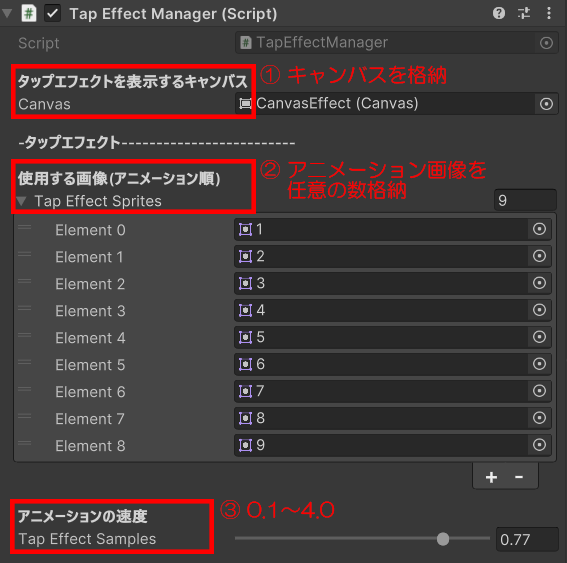 Tap Effect Manager (Script)
Script TapEffectManager
タップエフェクトを表示するキャンバス ① キャンバスを格納
Canvas CanvasEffect (Canvas)
-タップエフェクト-------------------------
使用する画像(アニメーション順) ② アニメーション画像を
任意の数格納
Tap Effect Sprites 9
Element 0 1
Element 1 2
Element 2 3
Element 3 4
Element 4 5
Element 5 6
Element 6 7
Element 7 8
Element 8 9
+ -
アニメーションの速度 ③ 0.1～4.0
Tap Effect Samples 0.77